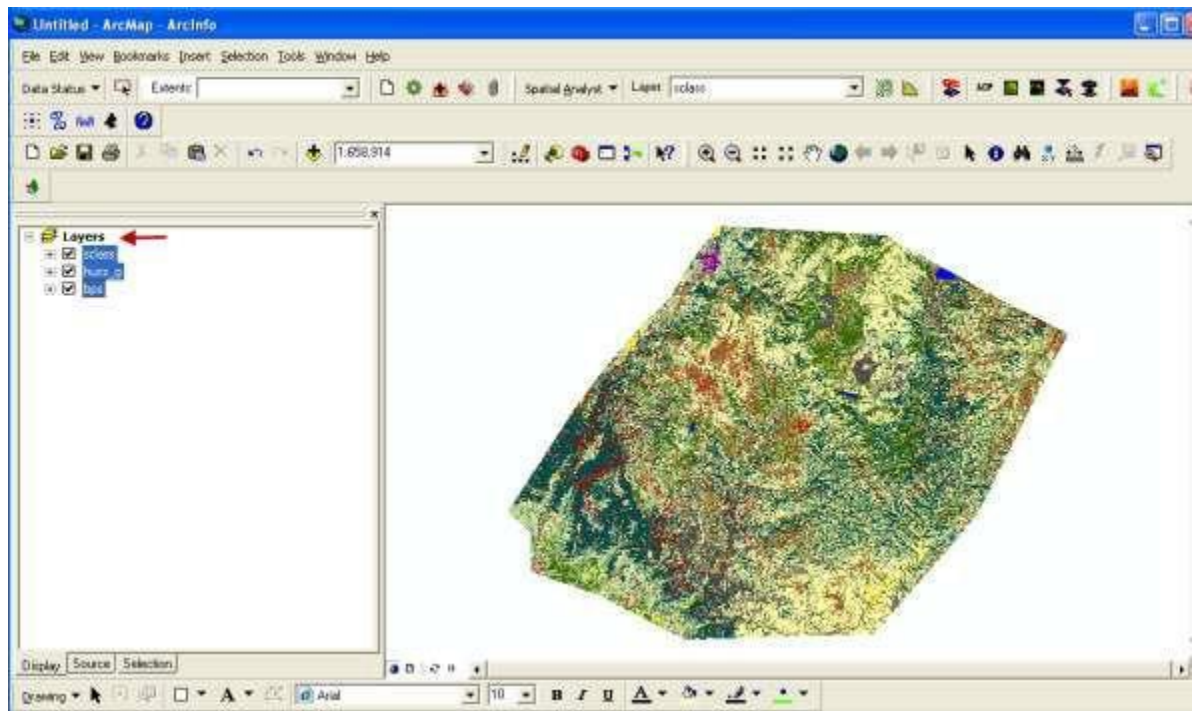 Untitled - ArcMap - ArcInfo
File Edit View Bookmarks Insert Selection Tools Window Help
Data Status Extents: Spatial Analyst Layer: sclass
1:658,914
Layers
sclass
bps
Display Source Selection
Drawing A Arial 10 B I U A